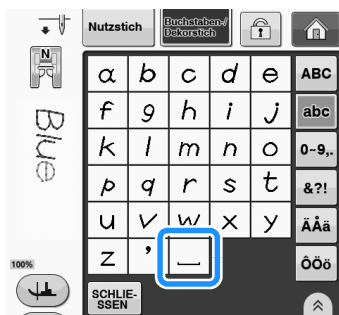 Nutzstich Buchstaben-/
Dekorstich
N
Blue
100%
α b c d e ABC
f g h i j abc
k l m n o 0~9,.
p q r s t &?!
u v w x y ÄÅä
z ’ ⎵ ÔÖö
SCHLIE-
SSEN